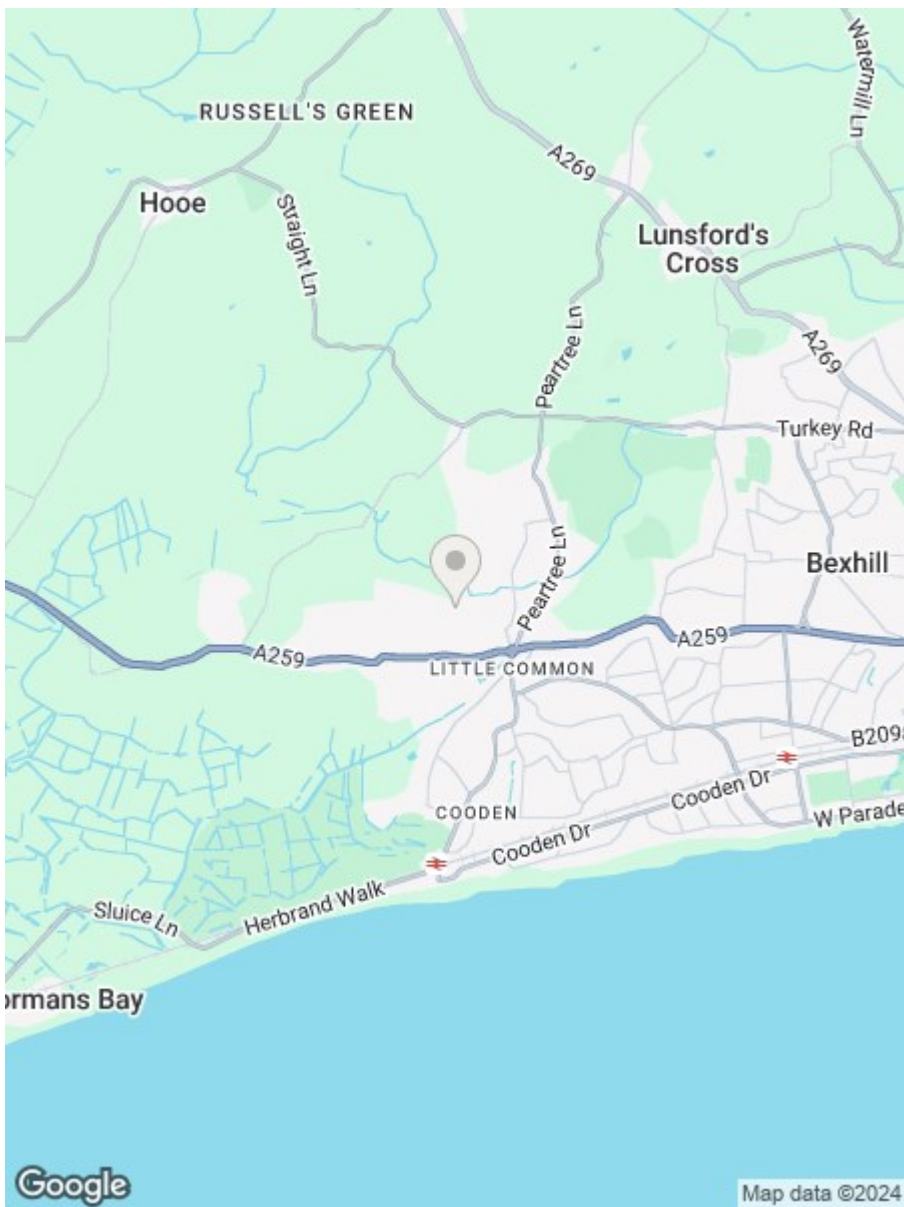 Watermill Ln
RUSSELL'S GREEN
A269
Hooe
Straight Ln
Lunsford's
Cross
Peartree Ln
A269
Turkey Rd
Peartree Ln
Bexhill
A259
A259
LITTLE COMMON
B209
Cooden Dr
COODEN
W Parade
Cooden Dr
Herbrand Walk
Sluice Ln
ormans Bay
Google
Map data ©2024